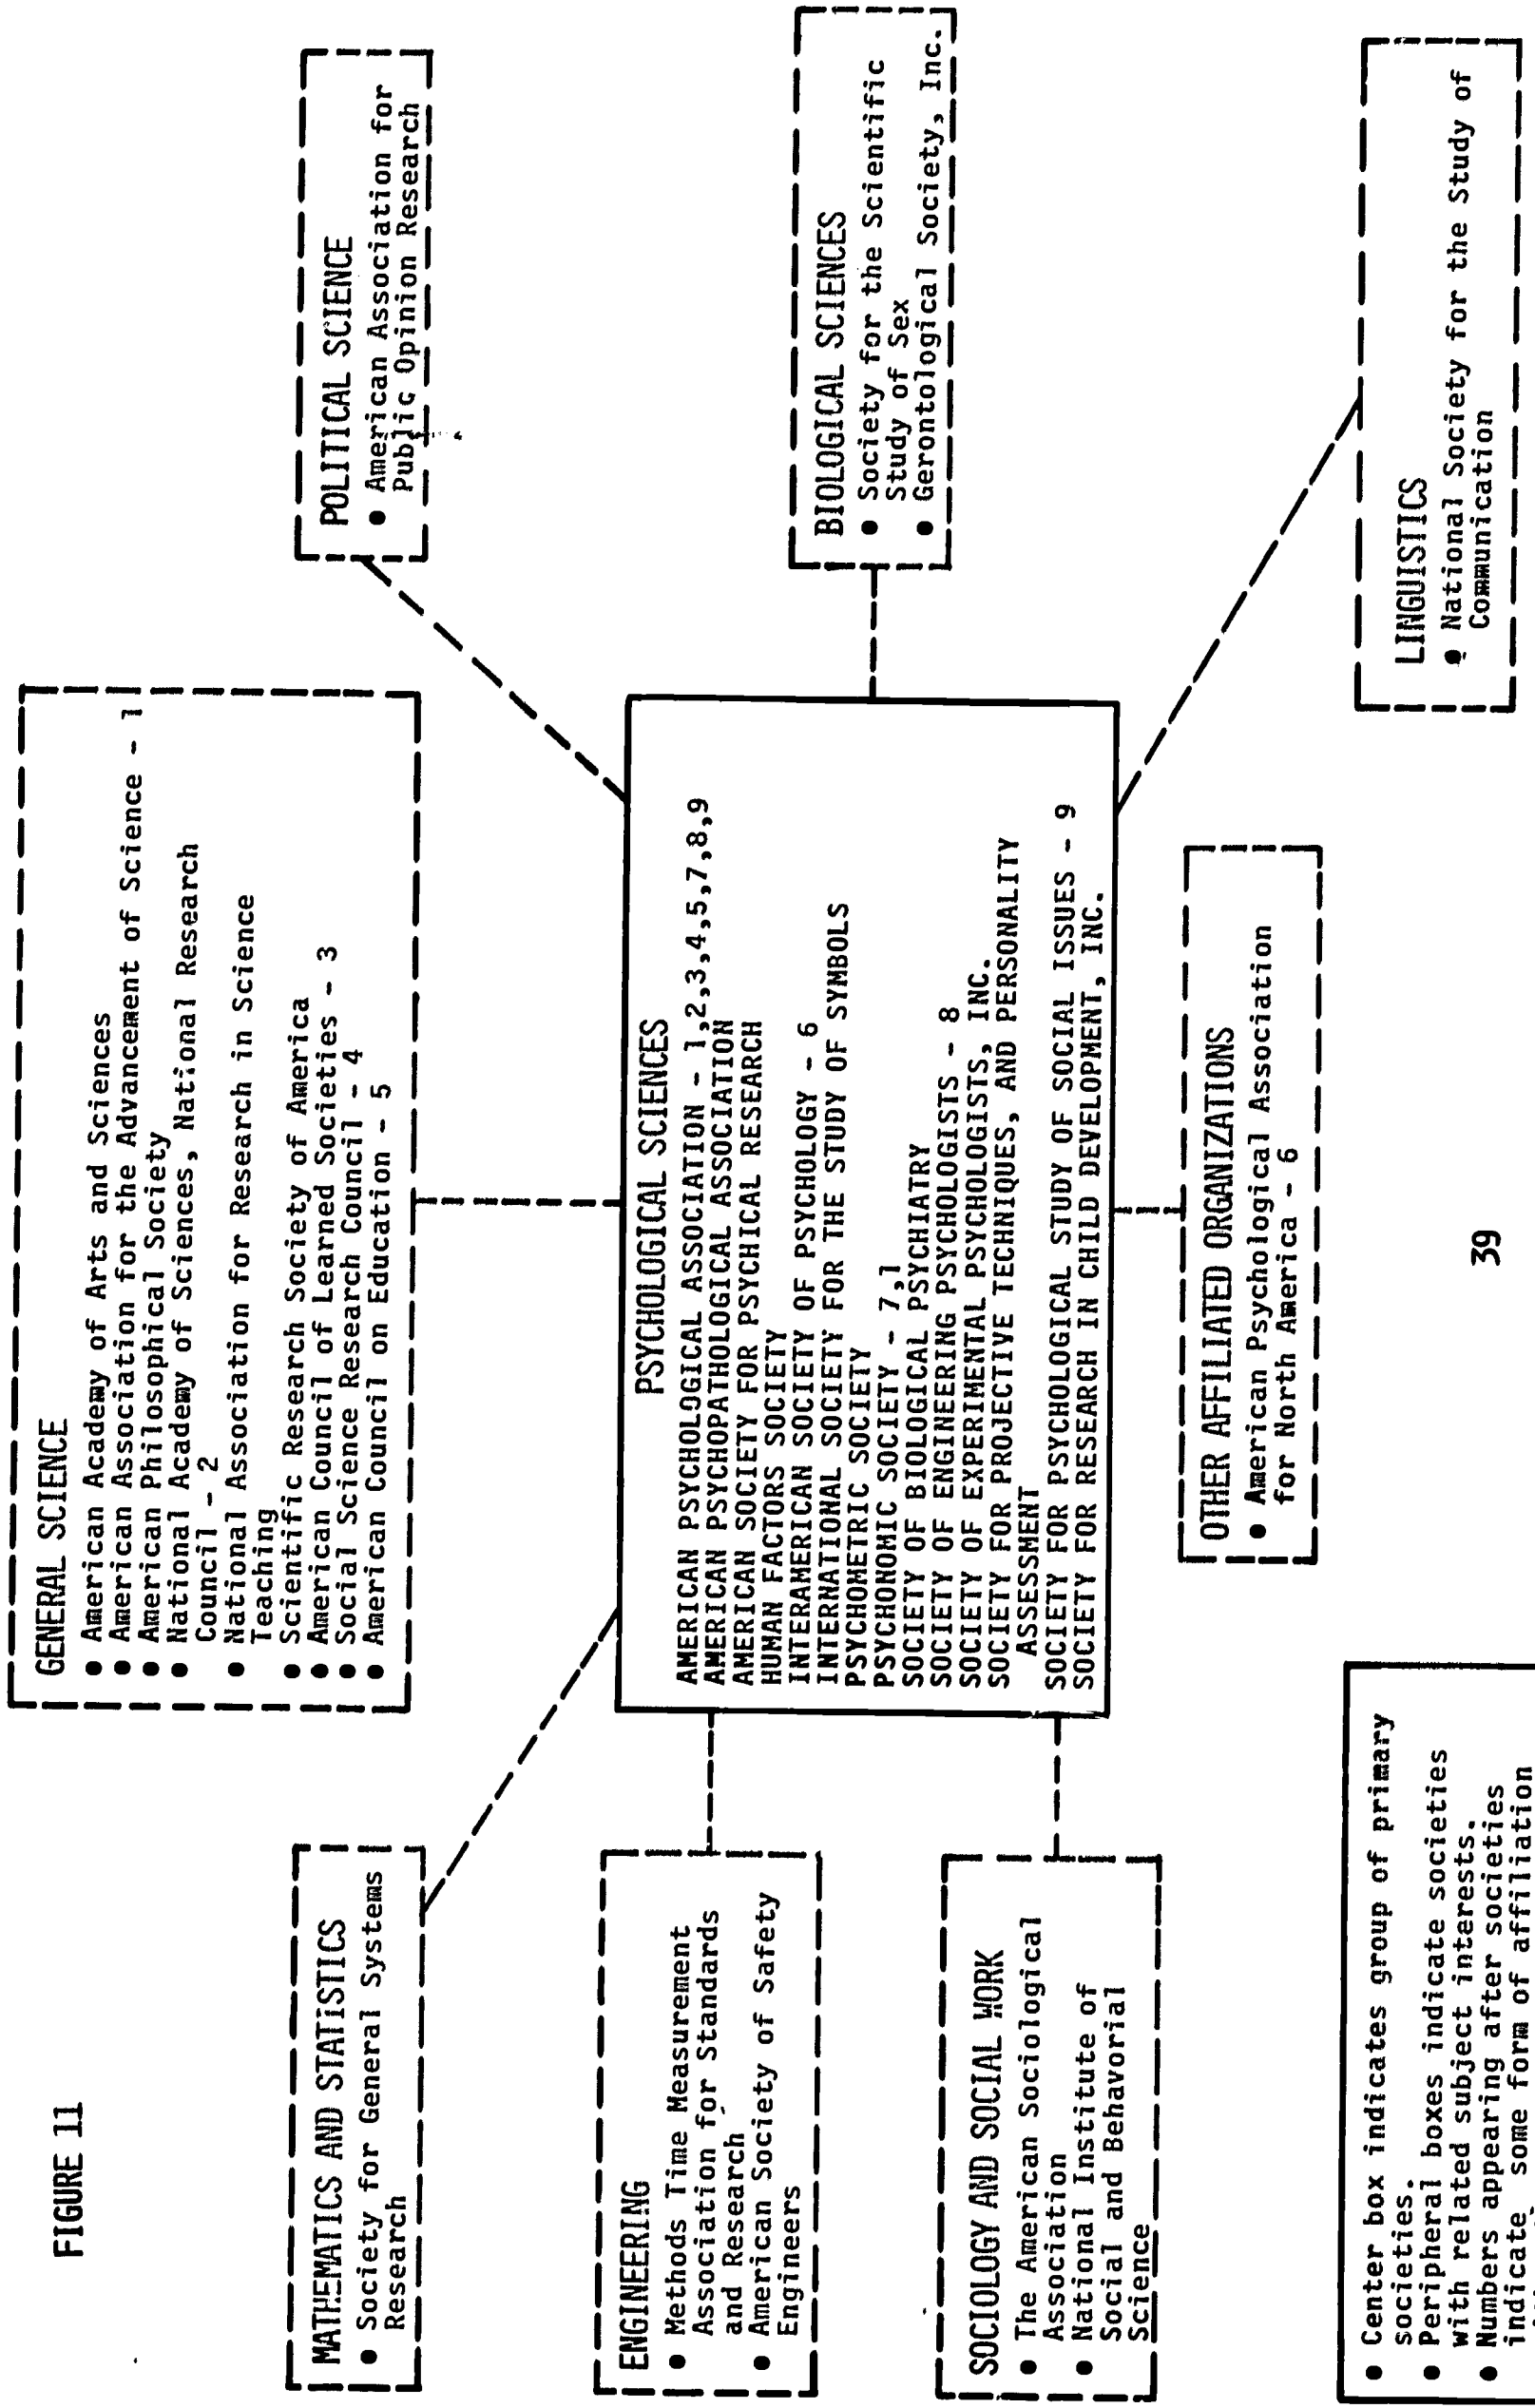 FIGURE 11
GENERAL SCIENCE
● American Academy of Arts and Sciences
● American Association for the Advancement of Science - 1
● American Philosophical Society
● National Academy of Sciences, National Research
Council - 2
● National Association for Research in Science
Teaching
● Scientific Research Society of America
● American Council of Learned Societies - 3
● Social Science Research Council - 4
● American Council on Education - 5
MATHEMATICS AND STATISTICS
● Society for General Systems
Research
POLITICAL SCIENCE
● American Association for
Public Opinion Research
ENGINEERING
● Methods Time Measurement
Association for Standards
and Research
● American Society of Safety
Engineers
PSYCHOLOGICAL SCIENCES
AMERICAN PSYCHOLOGICAL ASSOCIATION - 1,2,3,4,5,7,8,9
AMERICAN PSYCHOPATHOLOGICAL ASSOCIATION
AMERICAN SOCIETY FOR PSYCHICAL RESEARCH
HUMAN FACTORS SOCIETY
INTERAMERICAN SOCIETY OF PSYCHOLOGY - 6
INTERNATIONAL SOCIETY FOR THE STUDY OF SYMBOLS
PSYCHOMETRIC SOCIETY
PSYCHONOMIC SOCIETY - 7,1
SOCIETY OF BIOLOGICAL PSYCHIATRY
SOCIETY OF ENGINEERING PSYCHOLOGISTS - 8
SOCIETY OF EXPERIMENTAL PSYCHOLOGISTS, INC.
SOCIETY FOR PROJECTIVE TECHNIQUES, AND PERSONALITY
ASSESSMENT
SOCIETY FOR PSYCHOLOGICAL STUDY OF SOCIAL ISSUES - 9
SOCIETY FOR RESEARCH IN CHILD DEVELOPMENT, INC.
BIOLOGICAL SCIENCES
● Society for the Scientific
Study of Sex
● Gerontological Society, Inc.
SOCIOLOGY AND SOCIAL WORK
● The American Sociological
Association
● National Institute of
Social and Behavorial
Science
OTHER AFFILIATED ORGANIZATIONS
● American Psychological Association
for North America - 6
LINGUISTICS
● National Society for the Study of
Communication
● Center box indicates group of primary
societies.
● Peripheral boxes indicate societies
with related subject interests.
● Numbers appearing after societies
indicate some form of affiliation
39